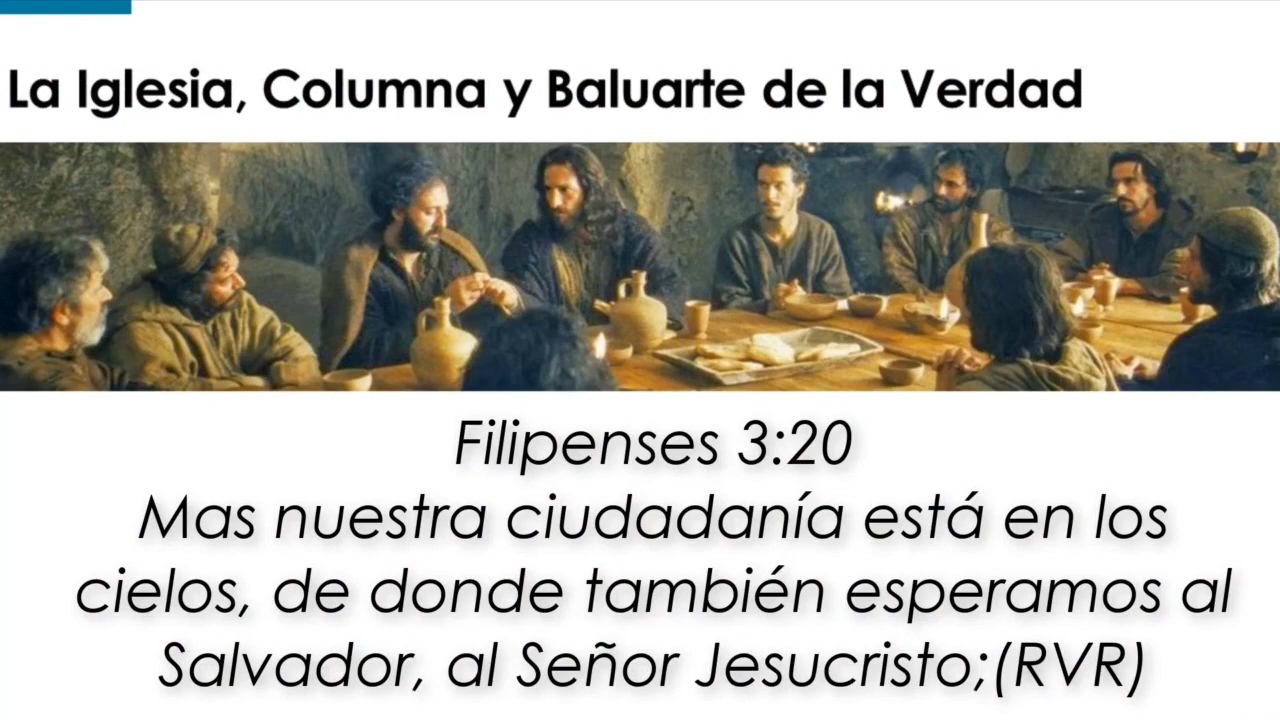 La Iglesia, Columna y Baluarte de la Verdad
Filipenses 3:20
Mas nuestra ciudadanía está en los
cielos, de donde también esperamos al
Salvador, al Señor Jesucristo;(RVR)